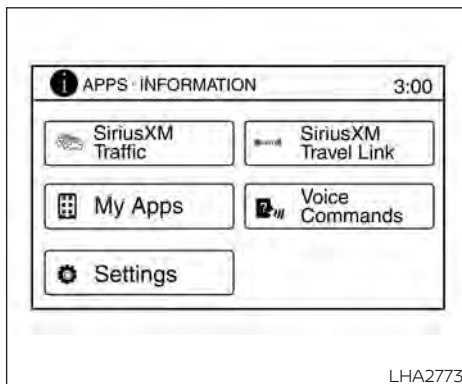 i APPS · INFORMATION 3:00
SiriusXM
Traffic
SiriusXM
Travel Link
My Apps
Voice
Commands
Settings
LHA2773